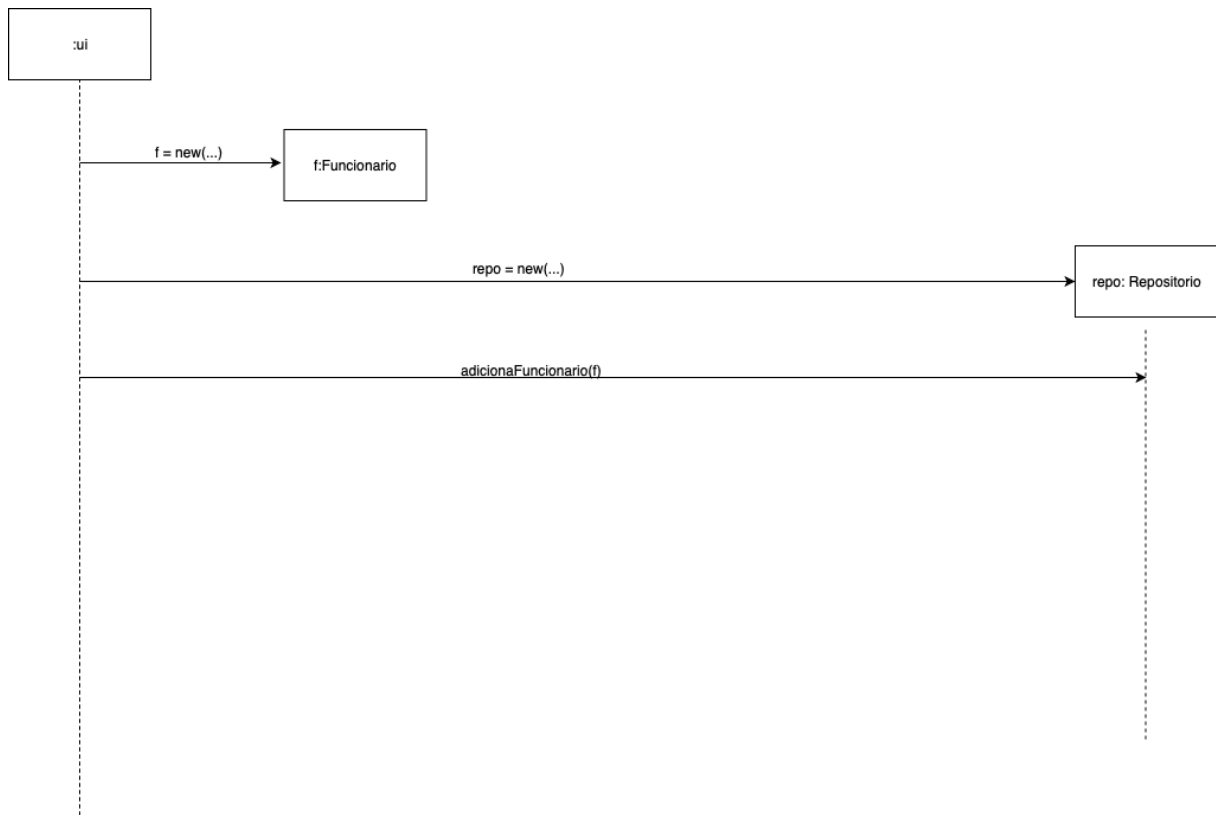 :ui
f = new(...)
f:Funcionario
repo = new(...)
repo: Repositorio
adicionaFuncionario(f)